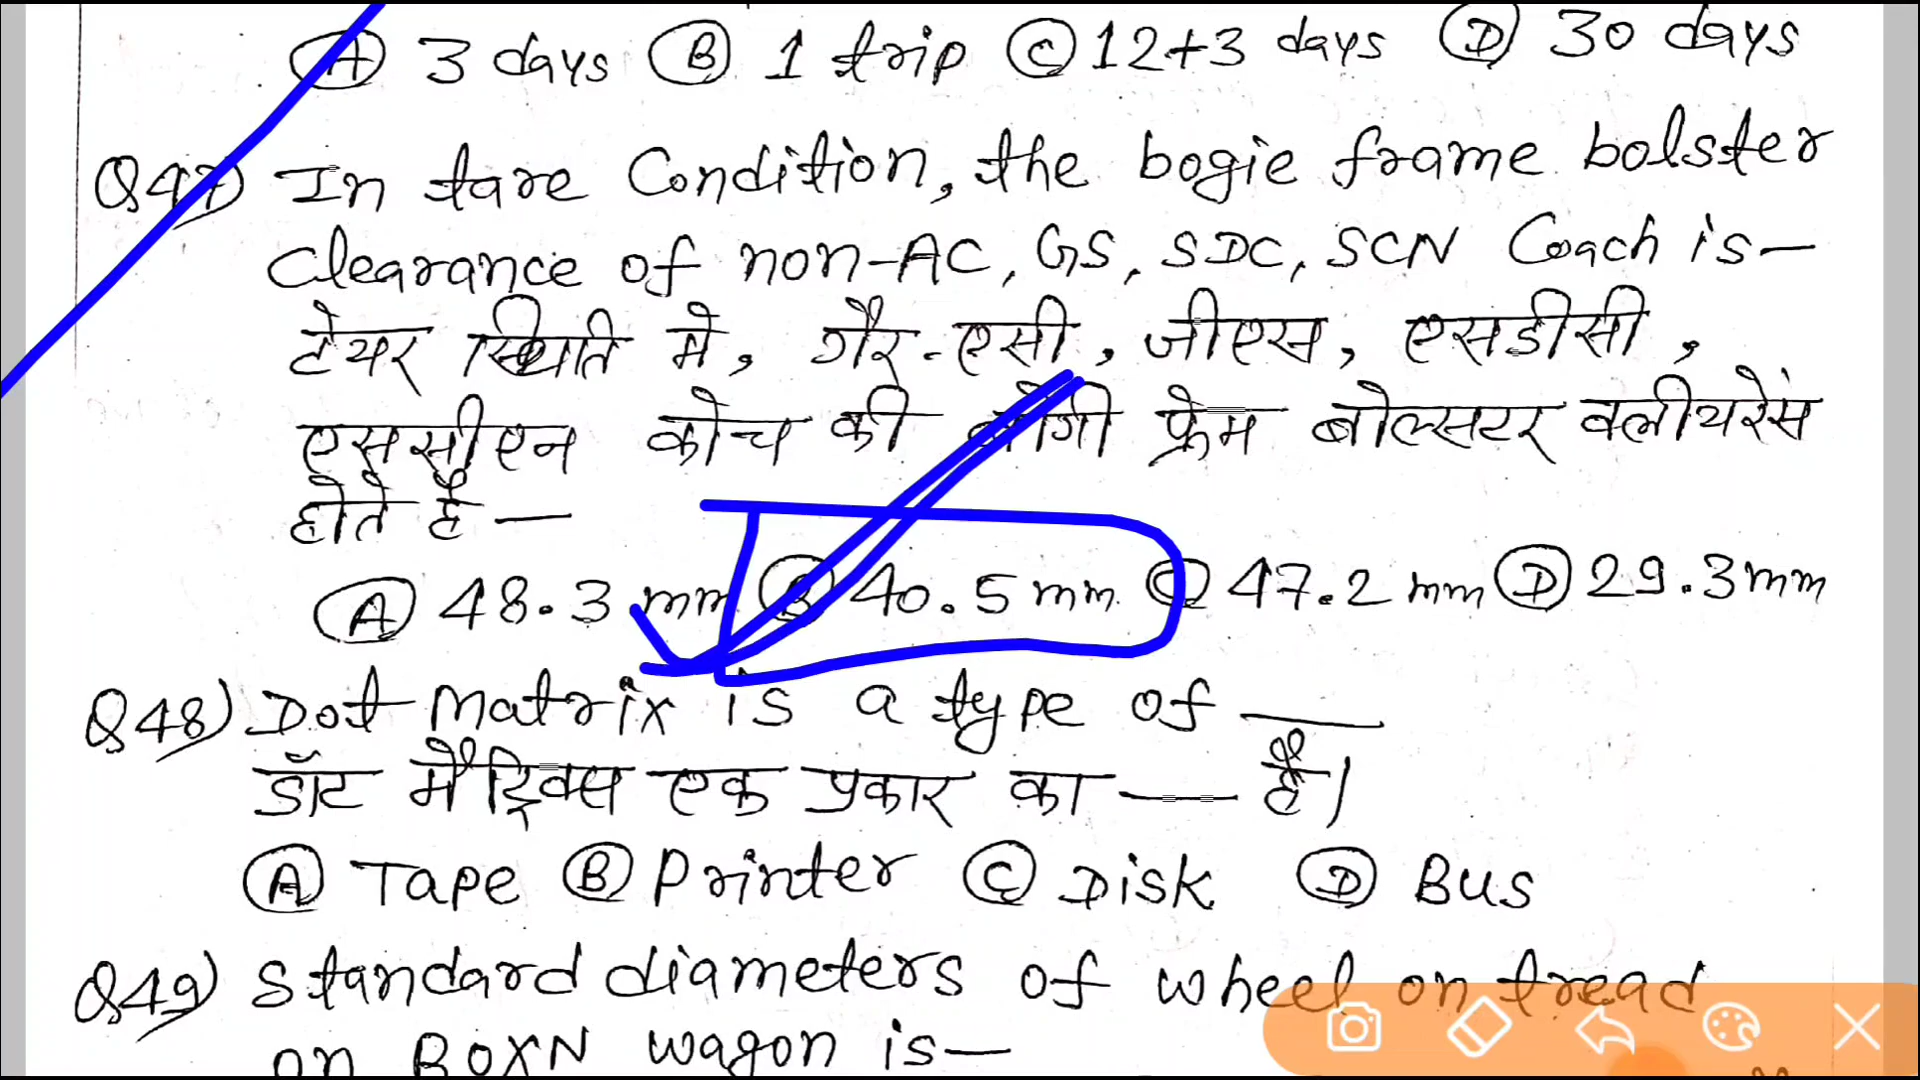 (A) 3 days (B) 1 trip (C) 12+3 days (D) 30 days
Q47) In tare Condition, the bogie frame bolster
Clearance of non-AC, GS, SDC, SCN Coach is—
टेयर स्थिति मे, गैर-एसी, जीएस, एसडीसी,
एससीएन कोच की बोगी फ्रेम बोल्सटर क्लीयरेंस
होते है —
(A) 48.3 mm (B) 40.5 mm (C) 47.2 mm (D) 29.3 mm
Q48) Dot Matrix is a type of ___
डॉट मैट्रिक्स एक प्रकार का — है।
(A) Tape (B) Printer (C) Disk (D) Bus
Q49) Standard diameters of wheel on tread
on BOXN wagon is—